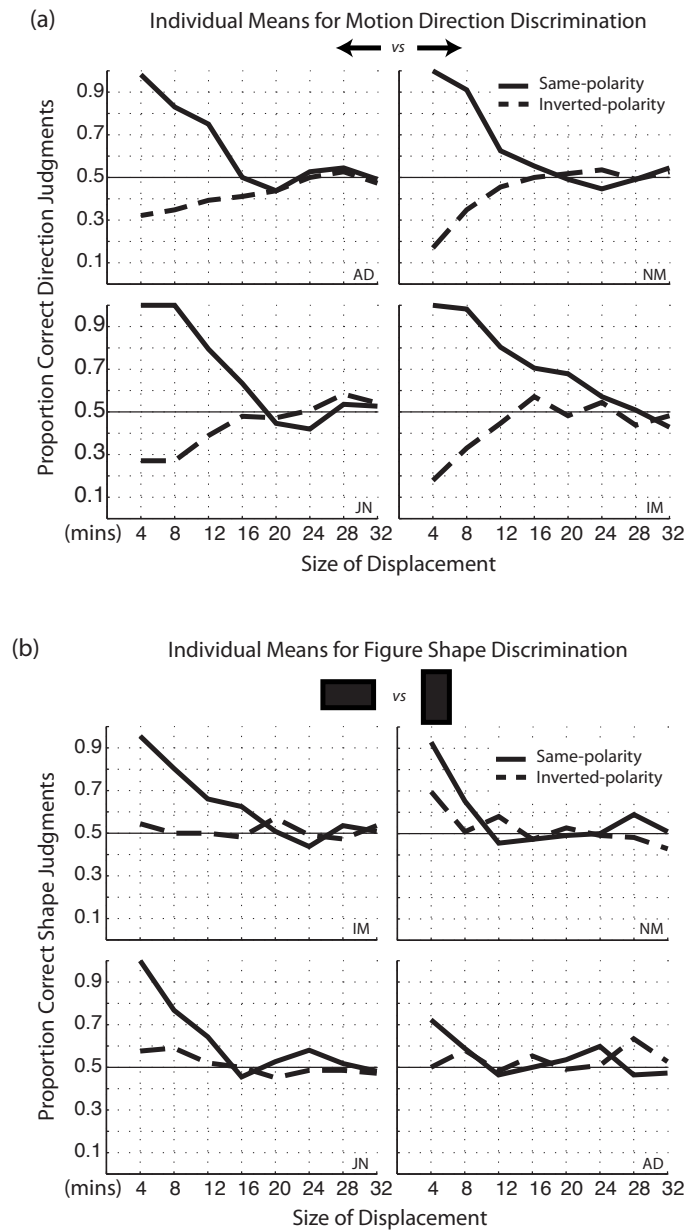 (a)
Individual Means for Motion Direction Discrimination
vs
Proportion Correct Direction Judgments
0.9
0.7
0.5
0.3
0.1
AD
Same-polarity
Inverted-polarity
NM
0.9
0.7
0.5
0.3
0.1
JN
IM
(mins) 4 8 12 16 20 24 28 32 4 8 12 16 20 24 28 32
Size of Displacement
(b)
Individual Means for Figure Shape Discrimination
vs
Proportion Correct Shape Judgments
0.9
0.7
0.5
0.3
0.1
IM
Same-polarity
Inverted-polarity
NM
0.9
0.7
0.5
0.3
0.1
JN
AD
(mins) 4 8 12 16 20 24 28 32 4 8 12 16 20 24 28 32
Size of Displacement